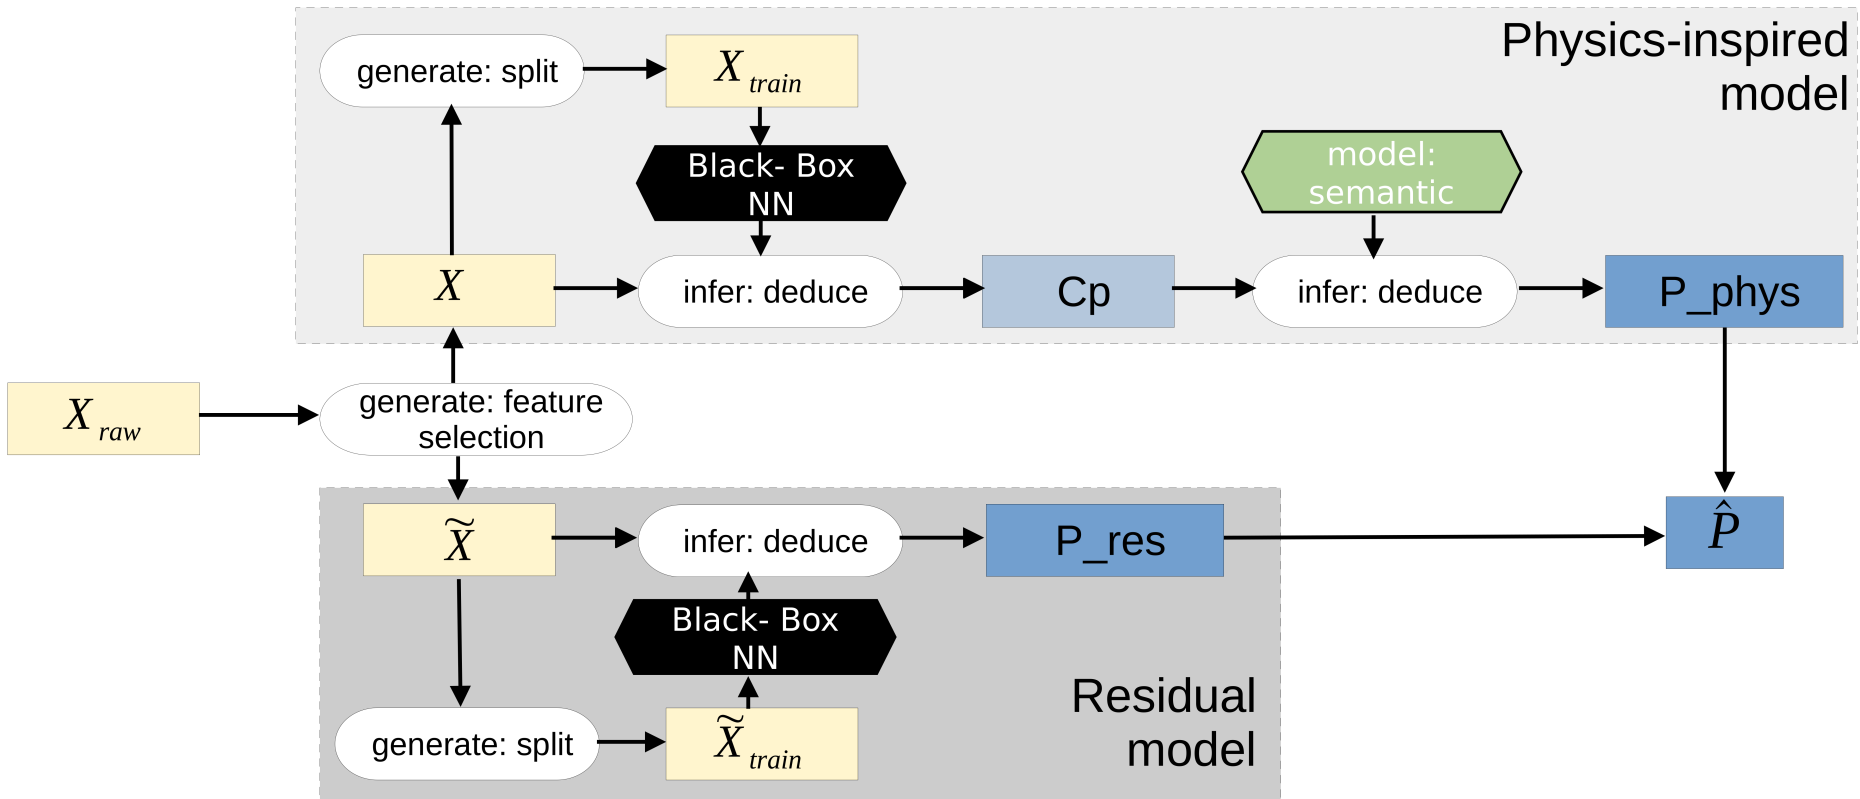 Physics-inspired
model
generate: split
X train
Black- Box
NN
model:
semantic
X
infer: deduce
Cp
infer: deduce
P_phys
X raw
generate: feature
selection
X̃
infer: deduce
P_res
P̂
Black- Box
NN
Residual
model
generate: split
X̃ train